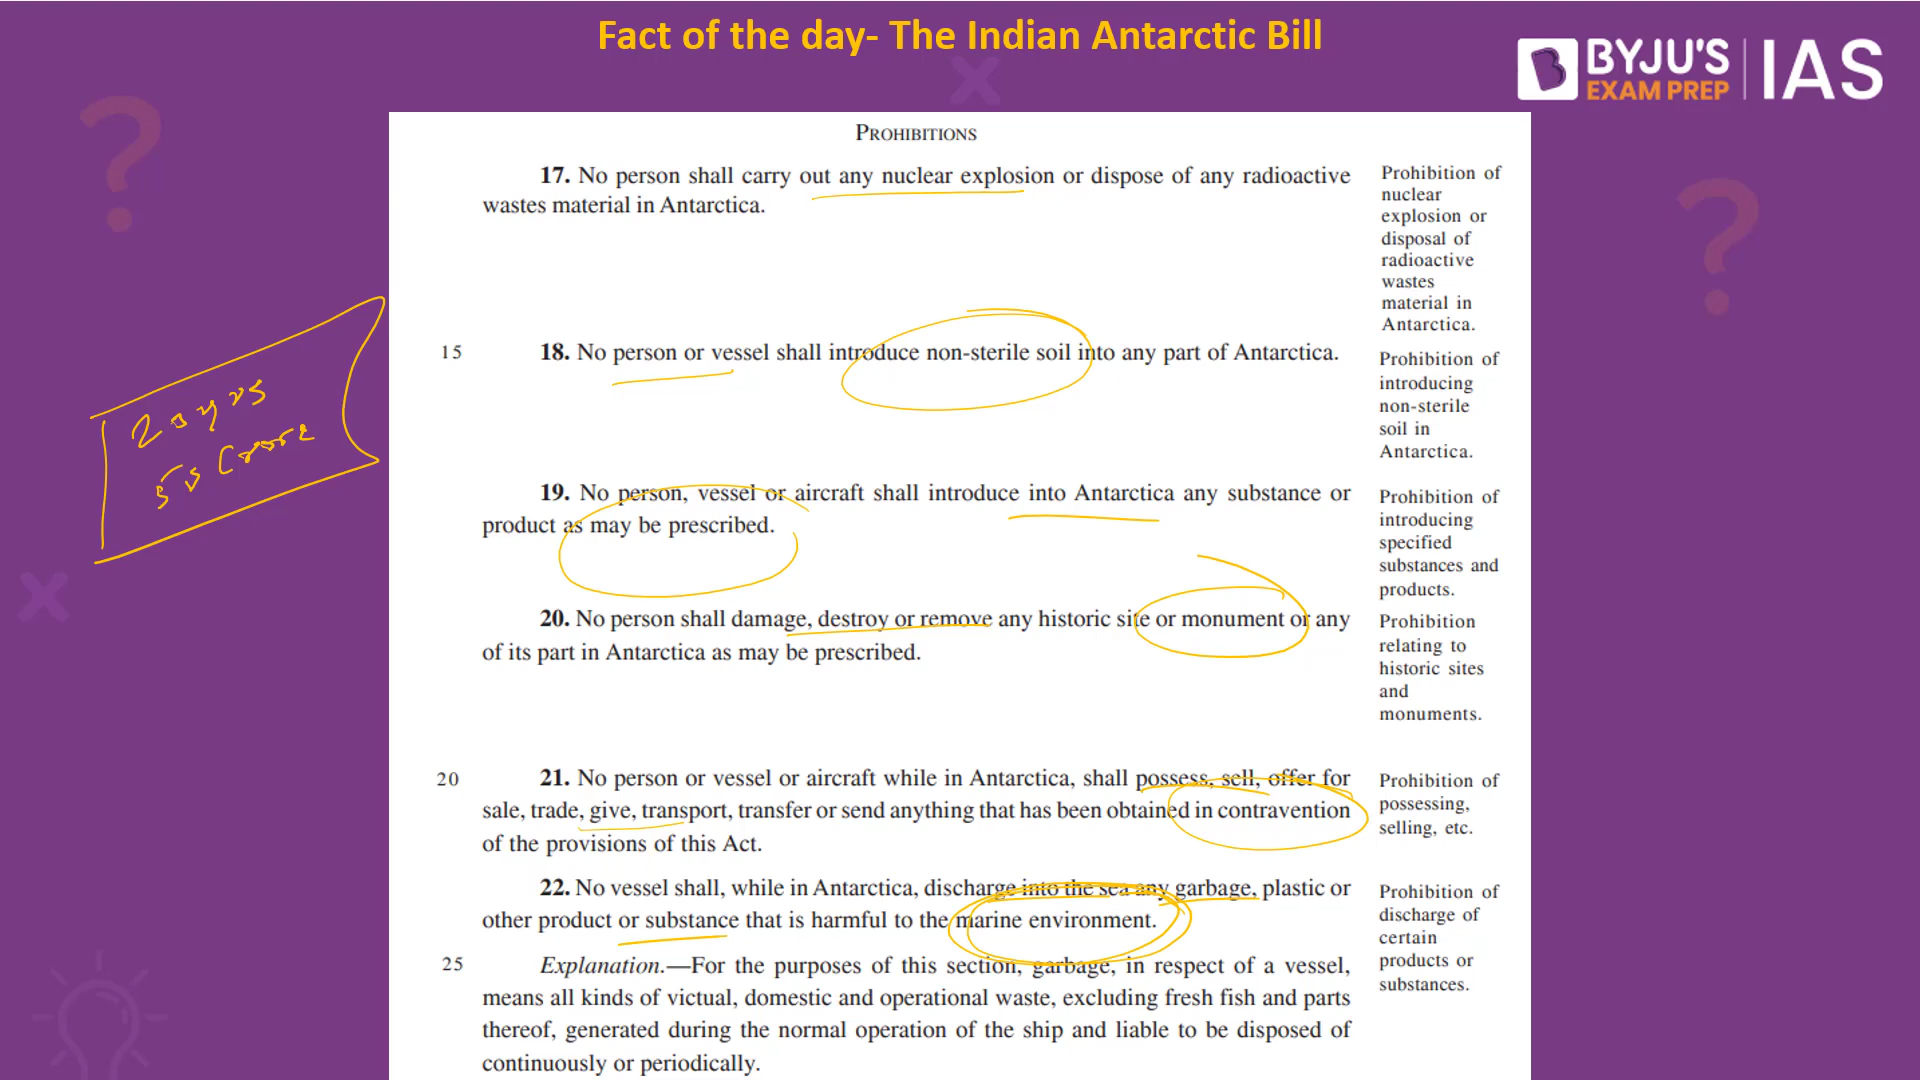 Fact of the day- The Indian Antarctic Bill
BYJU'S
EXAM PREP
IAS
PROHIBITIONS
17. No person shall carry out any nuclear explosion or dispose of any radioactive
wastes material in Antarctica.
Prohibition of
nuclear
explosion or
disposal of
radioactive
wastes
material in
Antarctica.
15
18. No person or vessel shall introduce non-sterile soil into any part of Antarctica.
Prohibition of
introducing
non-sterile
soil in
Antarctica.
20 yrs
50 Crore
19. No person, vessel or aircraft shall introduce into Antarctica any substance or
product as may be prescribed.
Prohibition of
introducing
specified
substances and
products.
20. No person shall damage, destroy or remove any historic site or monument or any
of its part in Antarctica as may be prescribed.
Prohibition
relating to
historic sites
and
monuments.
20
21. No person or vessel or aircraft while in Antarctica, shall possess, sell, offer for
sale, trade, give, transport, transfer or send anything that has been obtained in contravention
of the provisions of this Act.
Prohibition of
possessing,
selling, etc.
22. No vessel shall, while in Antarctica, discharge into the sea any garbage, plastic or
other product or substance that is harmful to the marine environment.
Prohibition of
discharge of
certain
products or
substances.
25
Explanation.—For the purposes of this section, garbage, in respect of a vessel,
means all kinds of victual, domestic and operational waste, excluding fresh fish and parts
thereof, generated during the normal operation of the ship and liable to be disposed of
continuously or periodically.